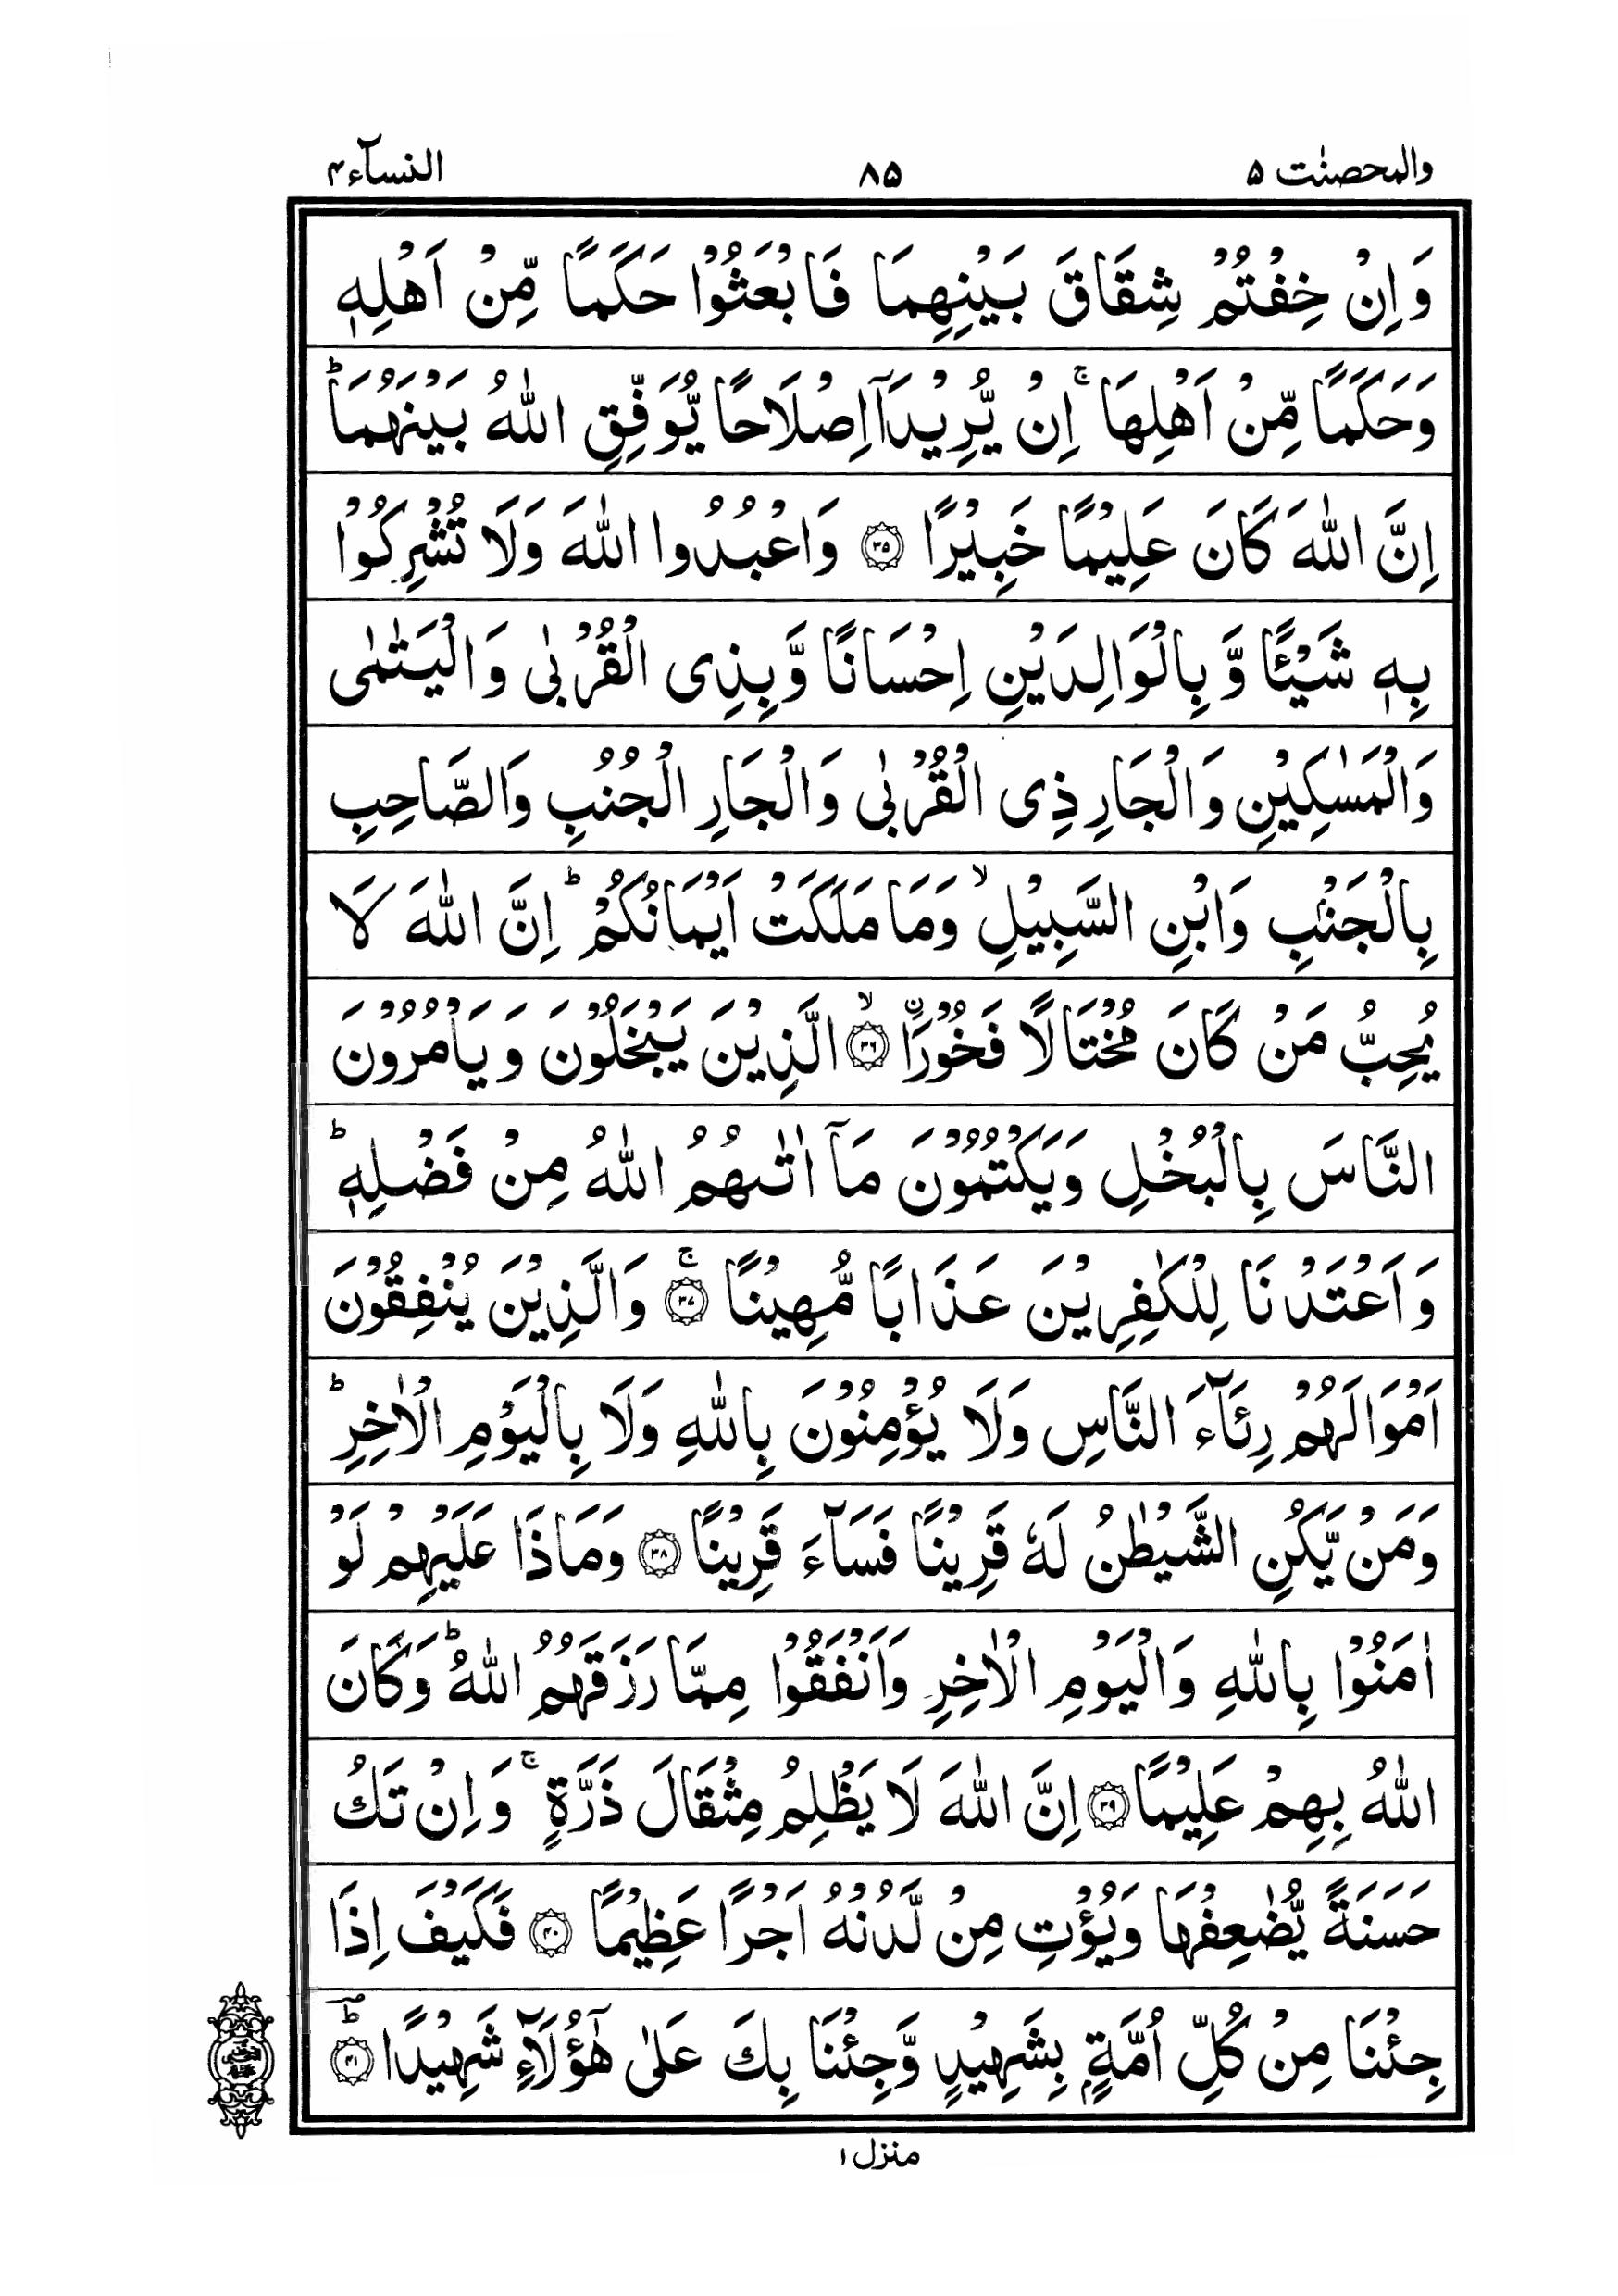 والمحصنٰت ۵ ۸۵ النسآء ۴
وَاِنْ خِفْتُمْ شِقَاقَ بَيْنِهِمَا فَابْعَثُوْا حَكَمًا مِّنْ اَهْلِهٖ
وَحَكَمًا مِّنْ اَهْلِهَا ۚ اِنْ يُّرِيْدَاۤ اِصْلَاحًا يُّوَفِّقِ اللّٰهُ بَيْنَهُمَا ؕ
اِنَّ اللّٰهَ كَانَ عَلِيْمًا خَبِيْرًا ۝۳۵ وَاعْبُدُوا اللّٰهَ وَلَا تُشْرِكُوْا
بِهٖ شَيْـًٔا وَّ بِالْوَالِدَيْنِ اِحْسَانًا وَّبِذِى الْقُرْبٰى وَالْيَتٰمٰى
وَالْمَسٰكِيْنِ وَالْجَارِ ذِى الْقُرْبٰى وَالْجَارِ الْجُنُبِ وَالصَّاحِبِ
بِالْجَنْۢبِ وَابْنِ السَّبِيْلِ ۙ وَمَا مَلَكَتْ اَيْمَانُكُمْ ؕ اِنَّ اللّٰهَ لَا
يُحِبُّ مَنْ كَانَ مُخْتَالًا فَخُوْرَا ۙ۝۳۶ الَّذِيْنَ يَبْخَلُوْنَ وَيَاْمُرُوْنَ
النَّاسَ بِالْبُخْلِ وَيَكْتُمُوْنَ مَاۤ اٰتٰىهُمُ اللّٰهُ مِنْ فَضْلِهٖ ؕ
وَاَعْتَدْنَا لِلْكٰفِرِيْنَ عَذَابًا مُّهِيْنًا ۚ۝۳۷ وَالَّذِيْنَ يُنْفِقُوْنَ
اَمْوَالَهُمْ رِئَآءَ النَّاسِ وَلَا يُؤْمِنُوْنَ بِاللّٰهِ وَلَا بِالْيَوْمِ الْاٰخِرِ ؕ
وَمَنْ يَّكُنِ الشَّيْطٰنُ لَهٗ قَرِيْنًا فَسَآءَ قَرِيْنًا ۝۳۸ وَمَاذَا عَلَيْهِمْ لَوْ
اٰمَنُوْا بِاللّٰهِ وَالْيَوْمِ الْاٰخِرِ وَاَنْفَقُوْا مِمَّا رَزَقَهُمُ اللّٰهُ ؕ وَكَانَ
اللّٰهُ بِهِمْ عَلِيْمًا ۝۳۹ اِنَّ اللّٰهَ لَا يَظْلِمُ مِثْقَالَ ذَرَّةٍ ۚ وَاِنْ تَكُ
حَسَنَةً يُّضٰعِفْهَا وَيُؤْتِ مِنْ لَّدُنْهُ اَجْرًا عَظِيْمًا ۝۴۰ فَكَيْفَ اِذَا
جِئْنَا مِنْ كُلِّ اُمَّةٍۭ بِشَهِيْدٍ وَّجِئْنَا بِكَ عَلٰى هٰٓؤُلَآءِ شَهِيْدًا ؕ۝۴۱
منزل ۱